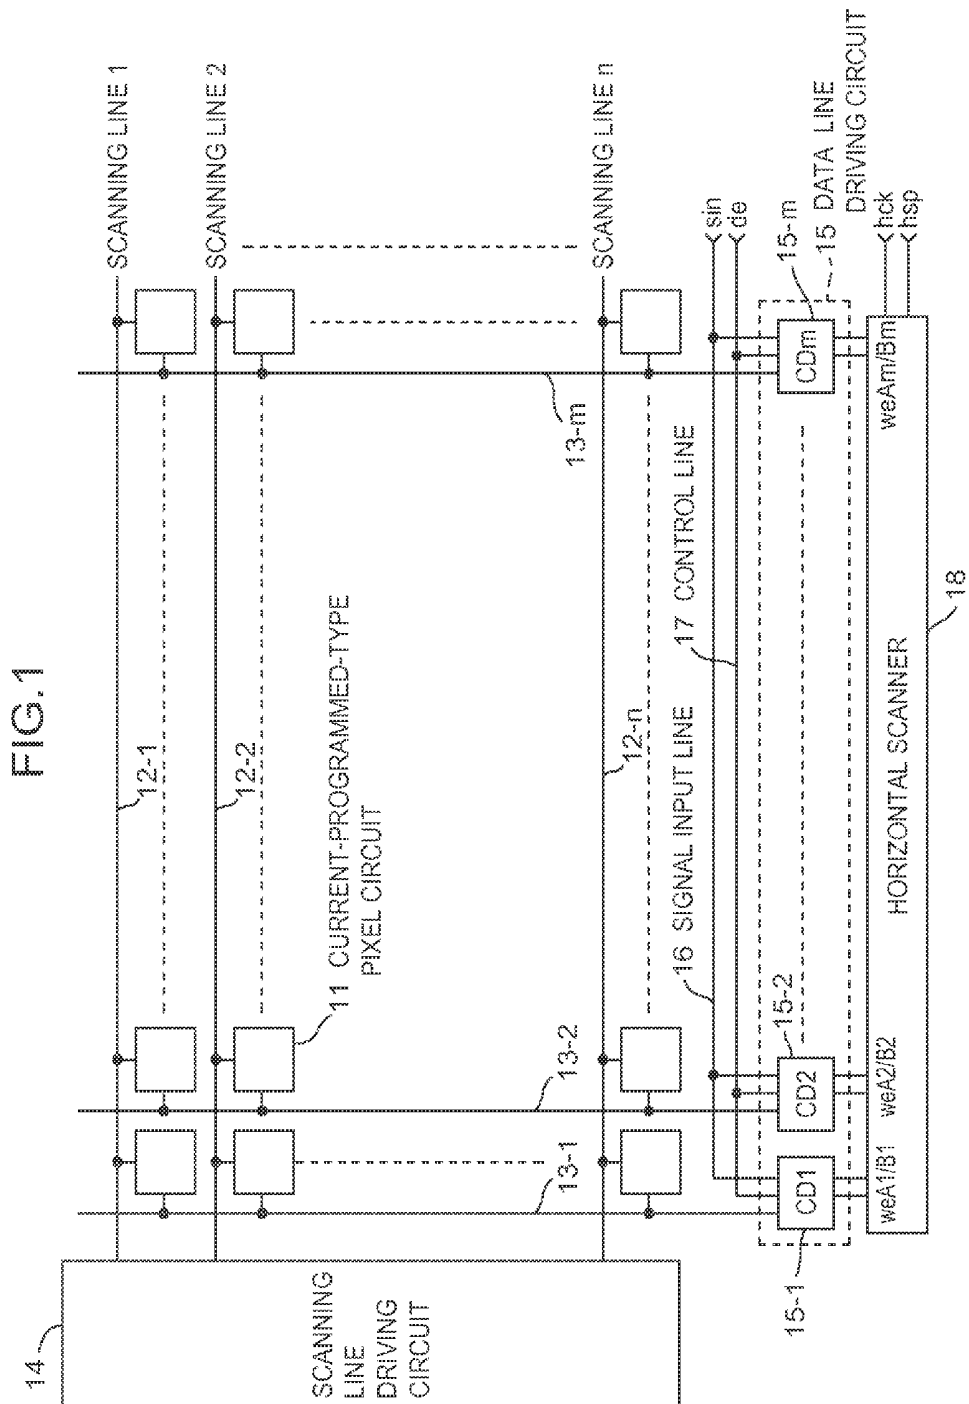 FIG.1
14
SCANNING
LINE
DRIVING
CIRCUIT
12-1
12-2
12-n
SCANNING LINE 1
SCANNING LINE 2
SCANNING LINE n
11 CURRENT-PROGRAMMED-TYPE
PIXEL CIRCUIT
13-1
13-2
13-m
16 SIGNAL INPUT LINE
17 CONTROL LINE
sin
de
15-1
15-2
15-m
15 DATA LINE
DRIVING CIRCUIT
CD1
CD2
CDm
weA1/B1
weA2/B2
weAm/Bm
HORIZONTAL SCANNER
hck
hsp
18